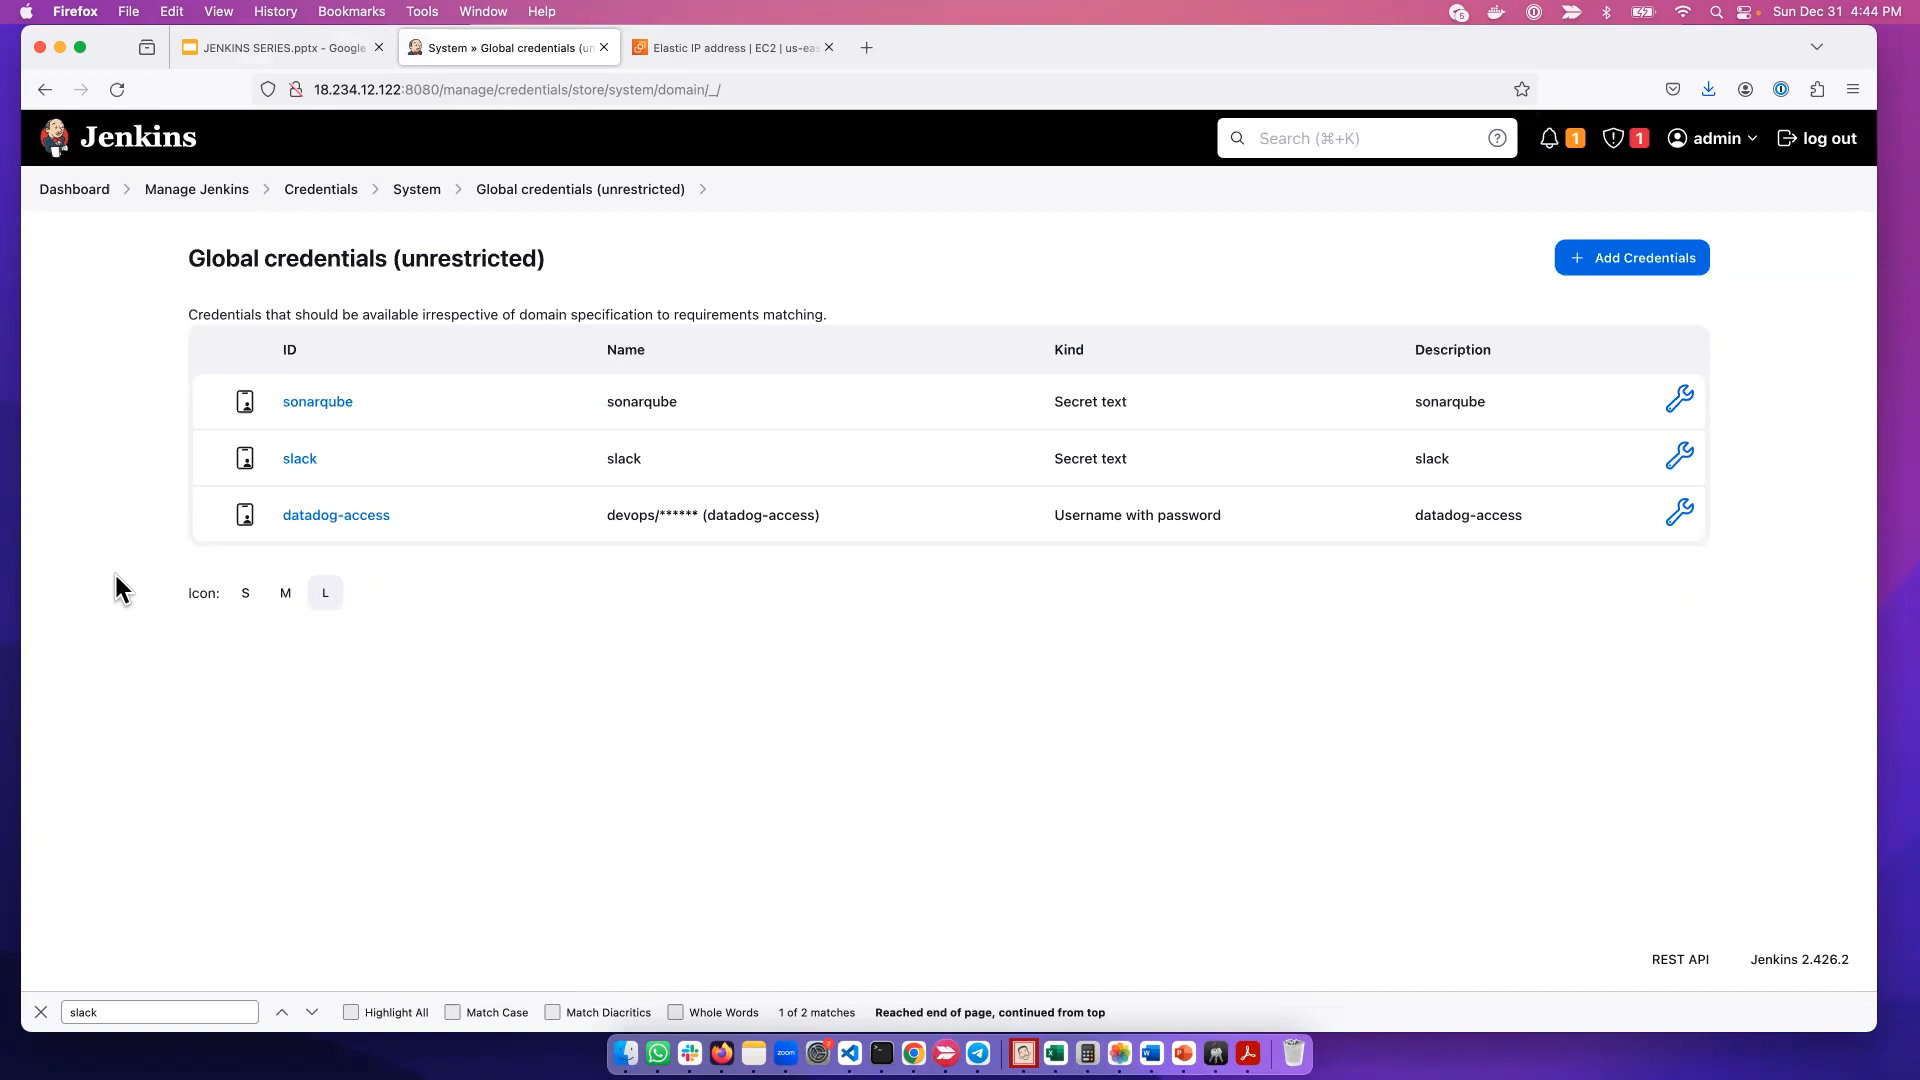 Firefox File Edit View History Bookmarks Tools Window Help Sun Dec 31 4:44 PM
JENKINS SERIES.pptx - Google System » Global credentials (un Elastic IP address | EC2 | us-eas
18.234.12.122:8080/manage/credentials/store/system/domain/_/
Jenkins Search (⌘+K) 1 1 admin log out
Dashboard Manage Jenkins Credentials System Global credentials (unrestricted)
Global credentials (unrestricted) + Add Credentials
Credentials that should be available irrespective of domain specification to requirements matching.
ID Name Kind Description
sonarqube sonarqube Secret text sonarqube
slack slack Secret text slack
datadog-access devops/****** (datadog-access) Username with password datadog-access
Icon: S M L
REST API Jenkins 2.426.2
slack Highlight All Match Case Match Diacritics Whole Words 1 of 2 matches Reached end of page, continued from top
zoom 2